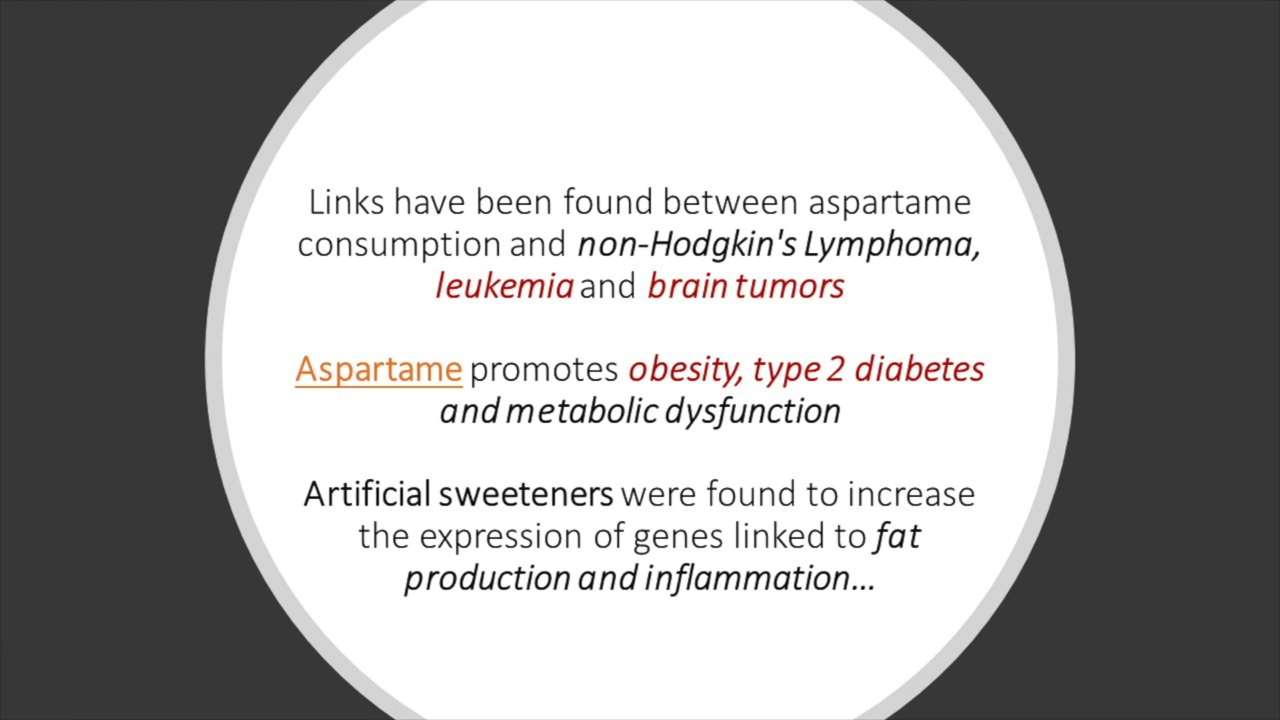 Links have been found between aspartame
consumption and non-Hodgkin's Lymphoma,
leukemia and brain tumors
Aspartame promotes obesity, type 2 diabetes
and metabolic dysfunction
Artificial sweeteners were found to increase
the expression of genes linked to fat
production and inflammation...